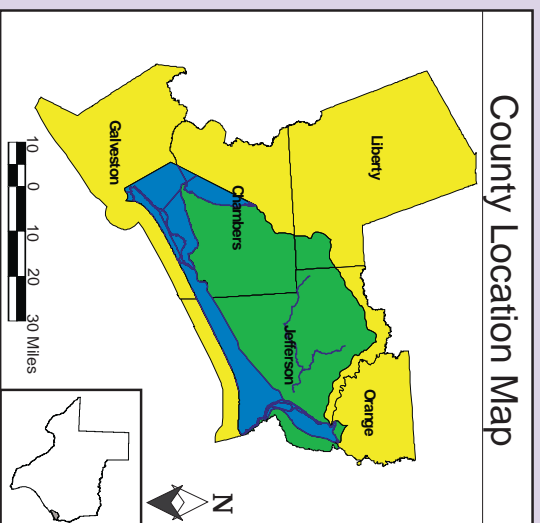 County Location Map
Liberty
Orange
Chambers
Jefferson
Galveston
N
10 0 10 20 30 Miles